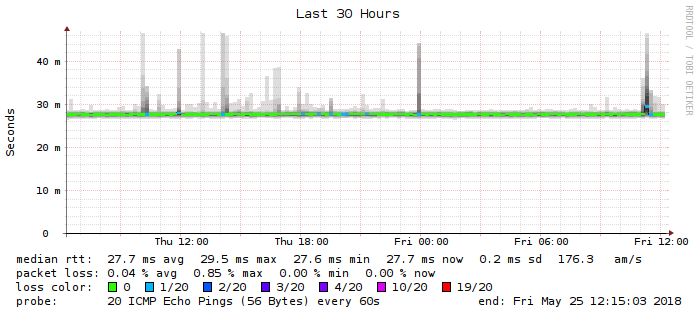 Last 30 Hours
RRDTOOL / TOBI OETIKER
Seconds
40 m
30 m
20 m
10 m
0
Thu 12:00 Thu 18:00 Fri 00:00 Fri 06:00 Fri 12:00
median rtt: 27.7 ms avg 29.5 ms max 27.6 ms min 27.7 ms now 0.2 ms sd 176.3 am/s
packet loss: 0.04 % avg 0.85 % max 0.00 % min 0.00 % now
loss color: 0 1/20 2/20 3/20 4/20 10/20 19/20
probe: 20 ICMP Echo Pings (56 Bytes) every 60s end: Fri May 25 12:15:03 2018